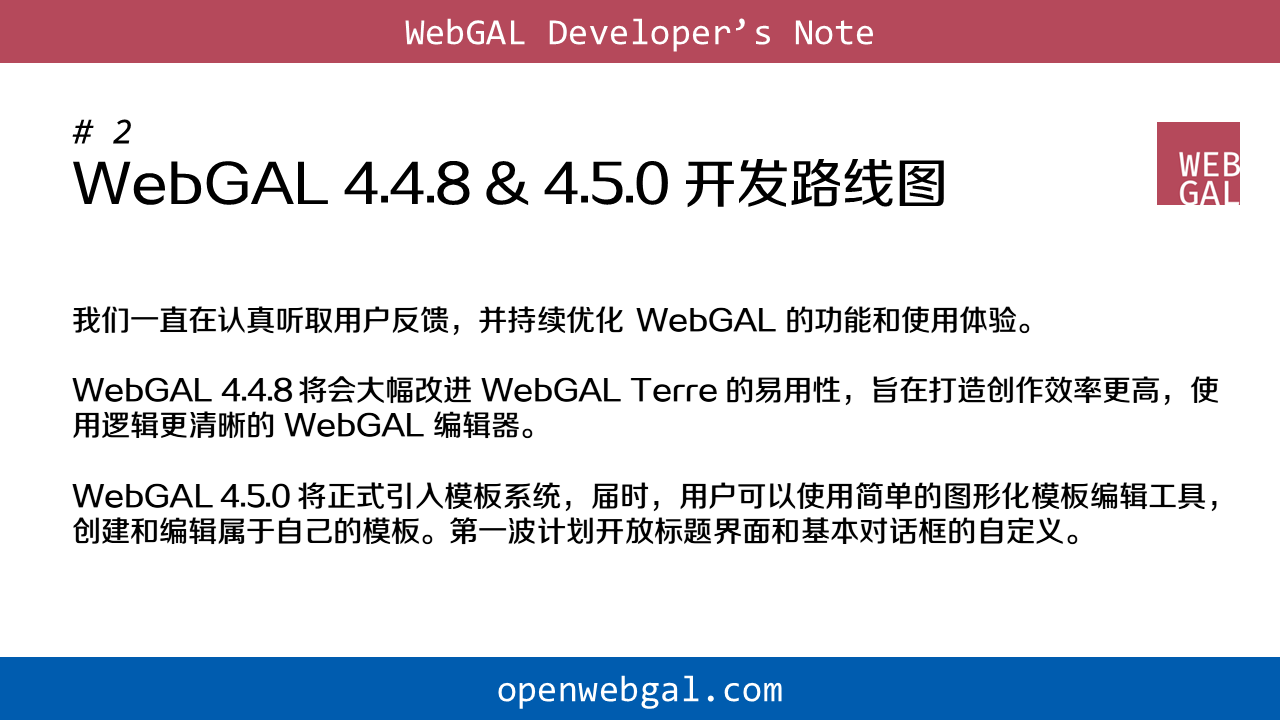 WebGAL Developer’s Note
# 2
WebGAL 4.4.8 & 4.5.0 开发路线图
WEB
GAL
我们一直在认真听取用户反馈，并持续优化 WebGAL 的功能和使用体验。
WebGAL 4.4.8 将会大幅改进 WebGAL Terre 的易用性，旨在打造创作效率更高，使
用逻辑更清晰的 WebGAL 编辑器。
WebGAL 4.5.0 将正式引入模板系统，届时，用户可以使用简单的图形化模板编辑工具，
创建和编辑属于自己的模板。第一波计划开放标题界面和基本对话框的自定义。
openwebgal.com